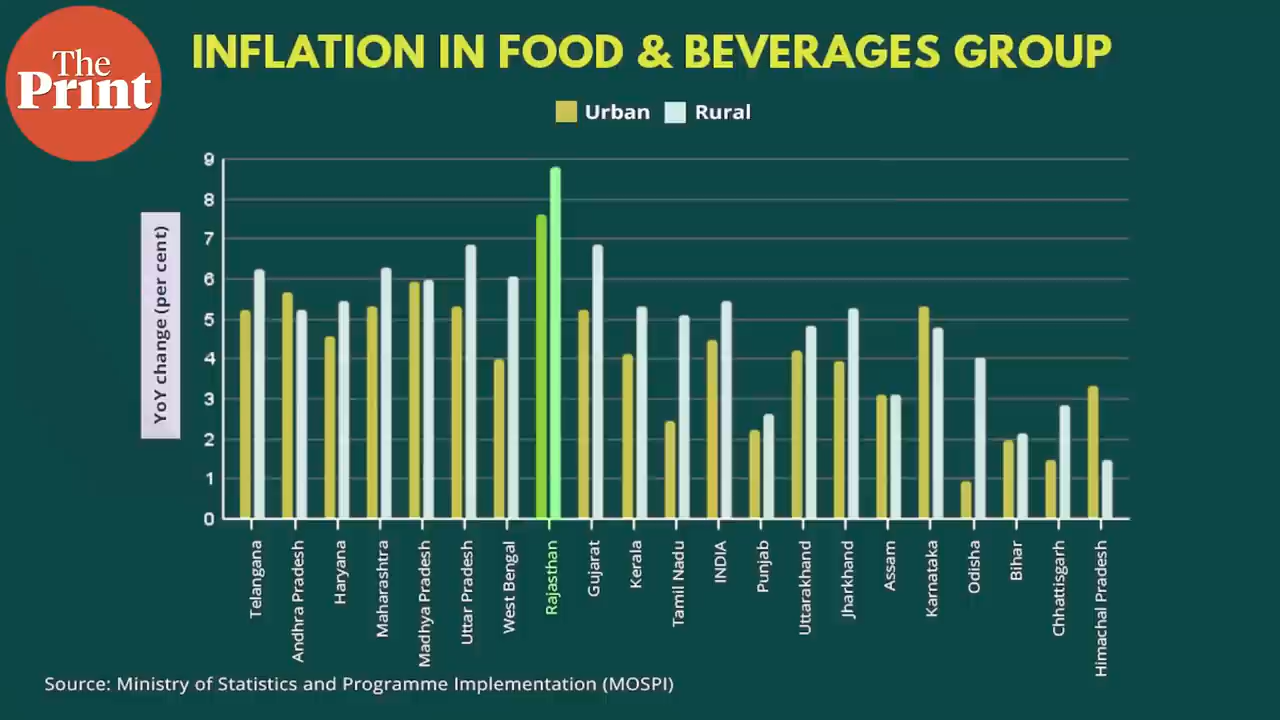 The
Print
INFLATION IN FOOD & BEVERAGES GROUP
Urban
Rural
YoY change (per cent)
9
8
7
6
5
4
3
2
1
0
Telangana
Andhra Pradesh
Haryana
Maharashtra
Madhya Pradesh
Uttar Pradesh
West Bengal
Rajasthan
Gujarat
Kerala
Tamil Nadu
INDIA
Punjab
Uttarakhand
Jharkhand
Assam
Karnataka
Odisha
Bihar
Chhattisgarh
Himachal Pradesh
Source: Ministry of Statistics and Programme Implementation (MOSPI)